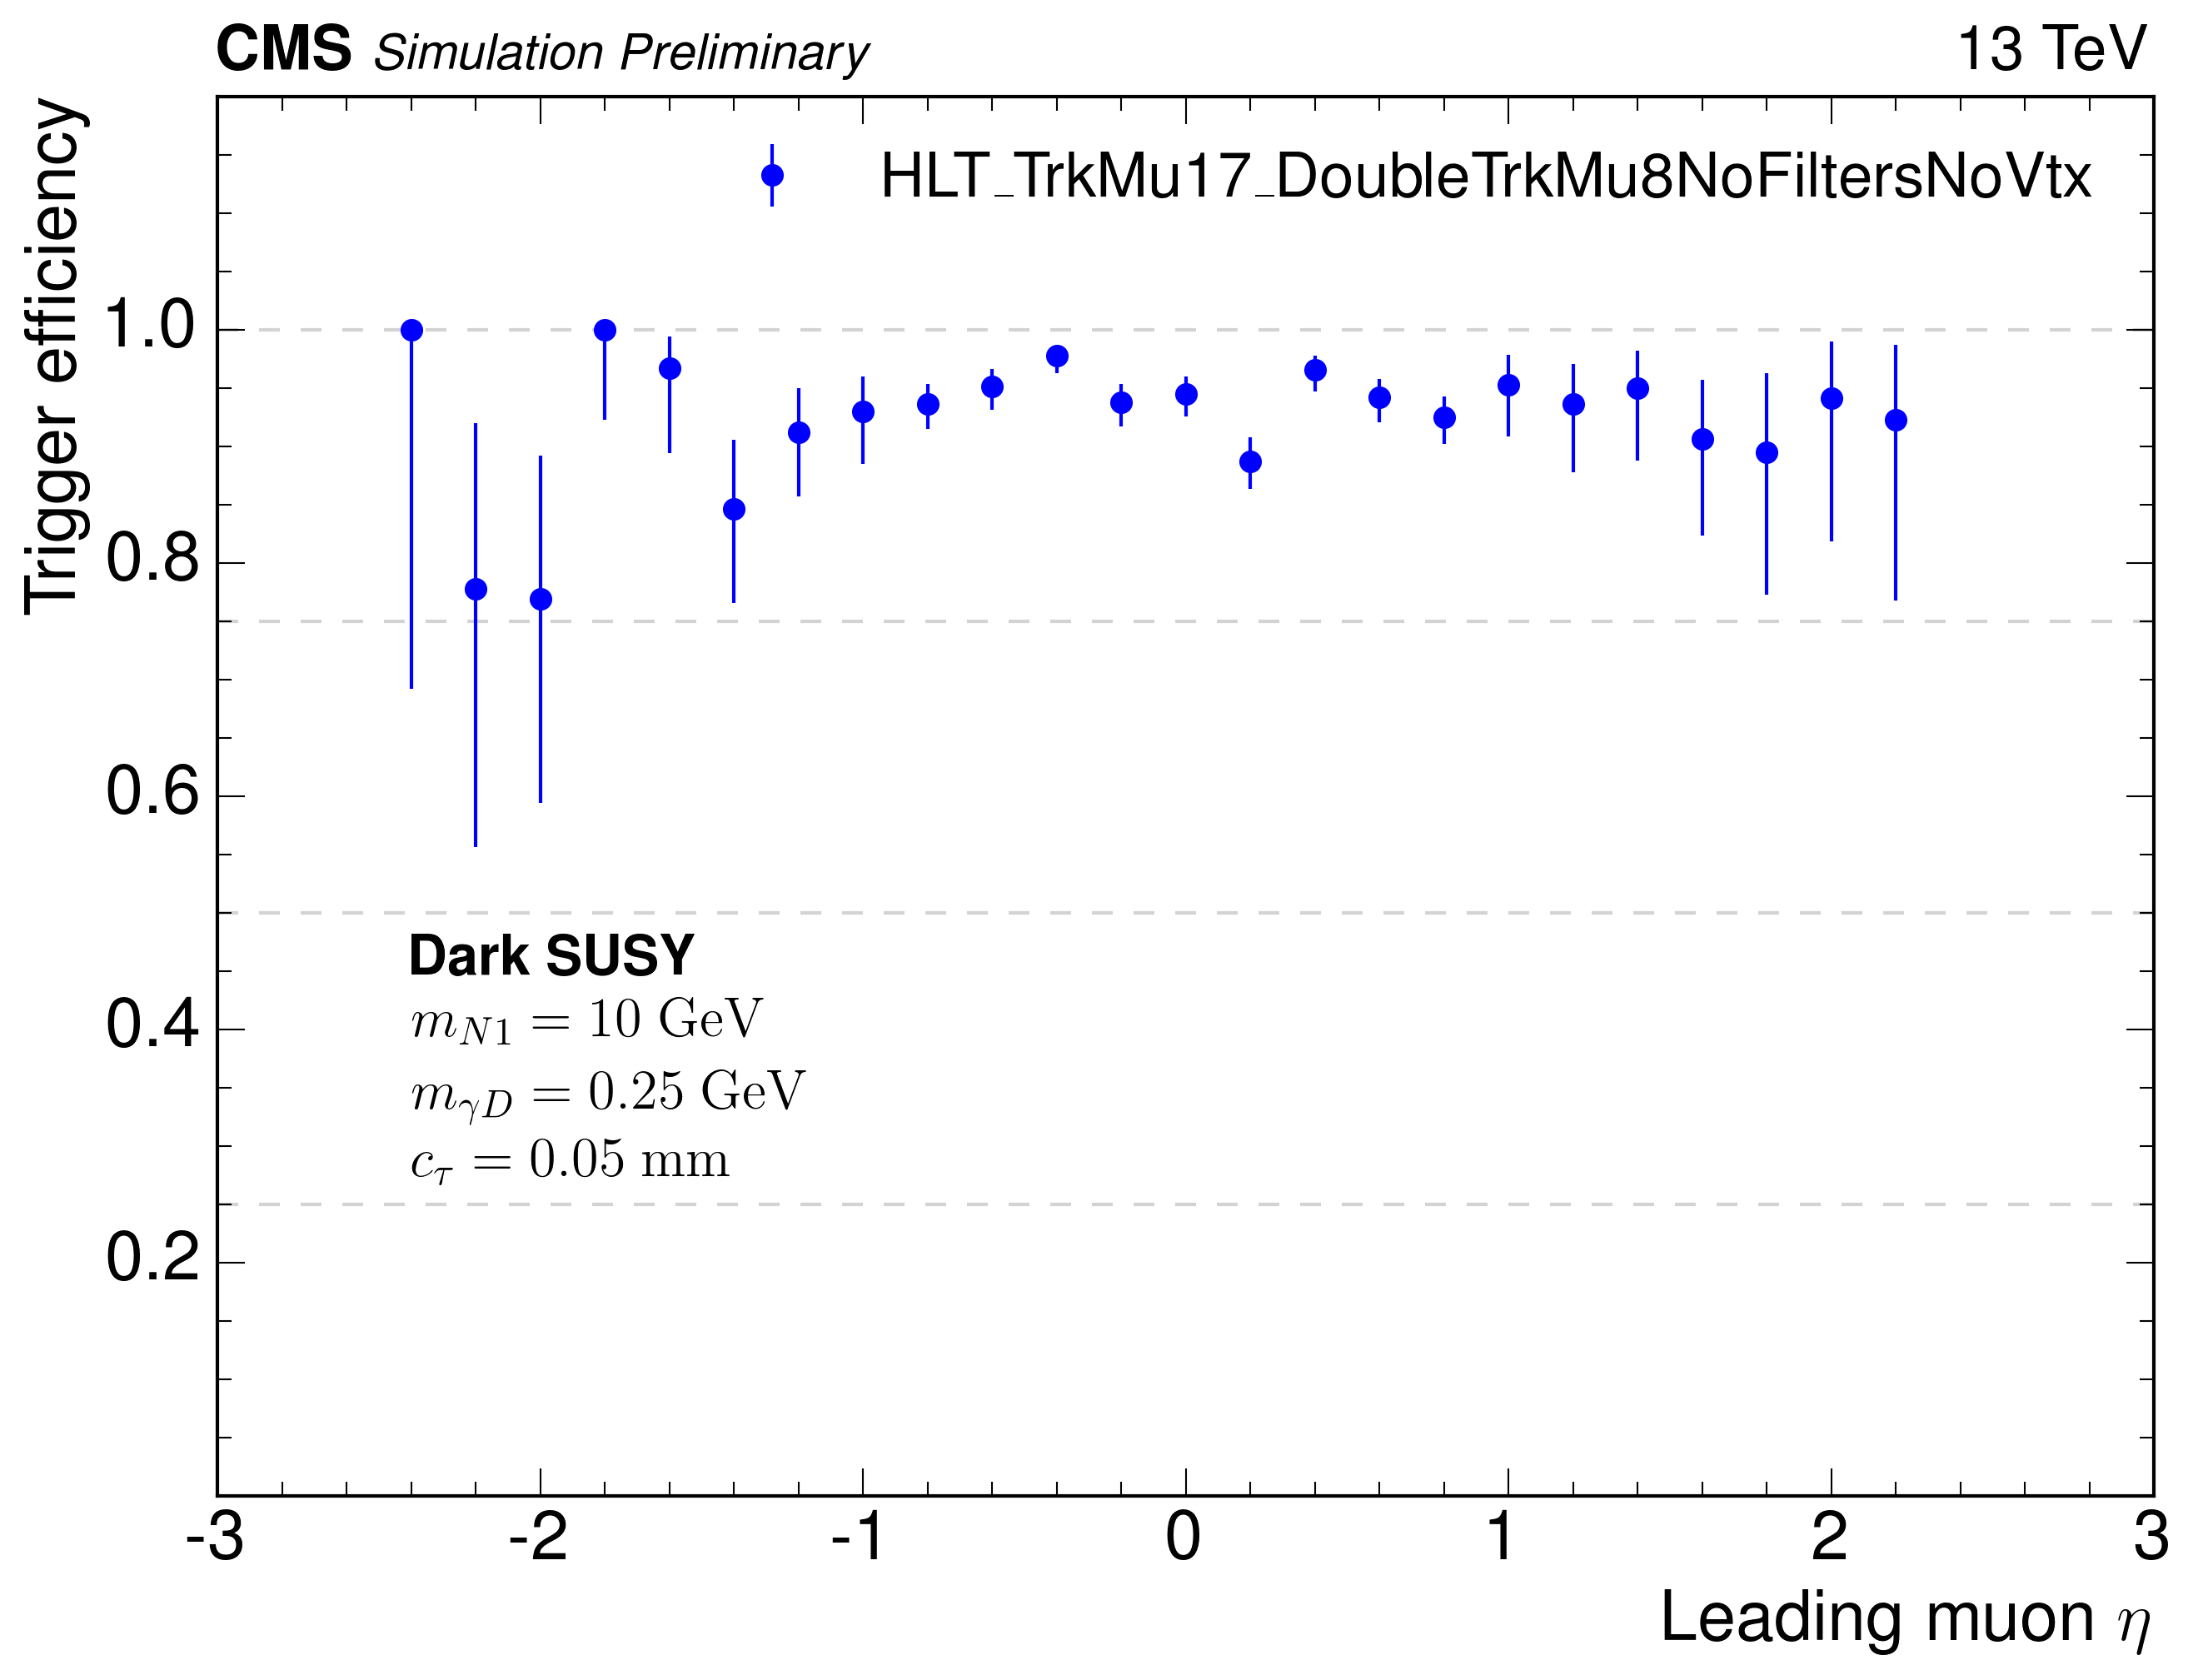 CMS Simulation Preliminary 13 TeV
HLT_TrkMu17_DoubleTrkMu8NoFiltersNoVtx
Trigger efficiency
1.0
0.8
0.6
0.4
0.2
Dark SUSY
m_{N1} = 10 GeV
m_{γD} = 0.25 GeV
c_τ = 0.05 mm
-3 -2 -1 0 1 2 3
Leading muon η